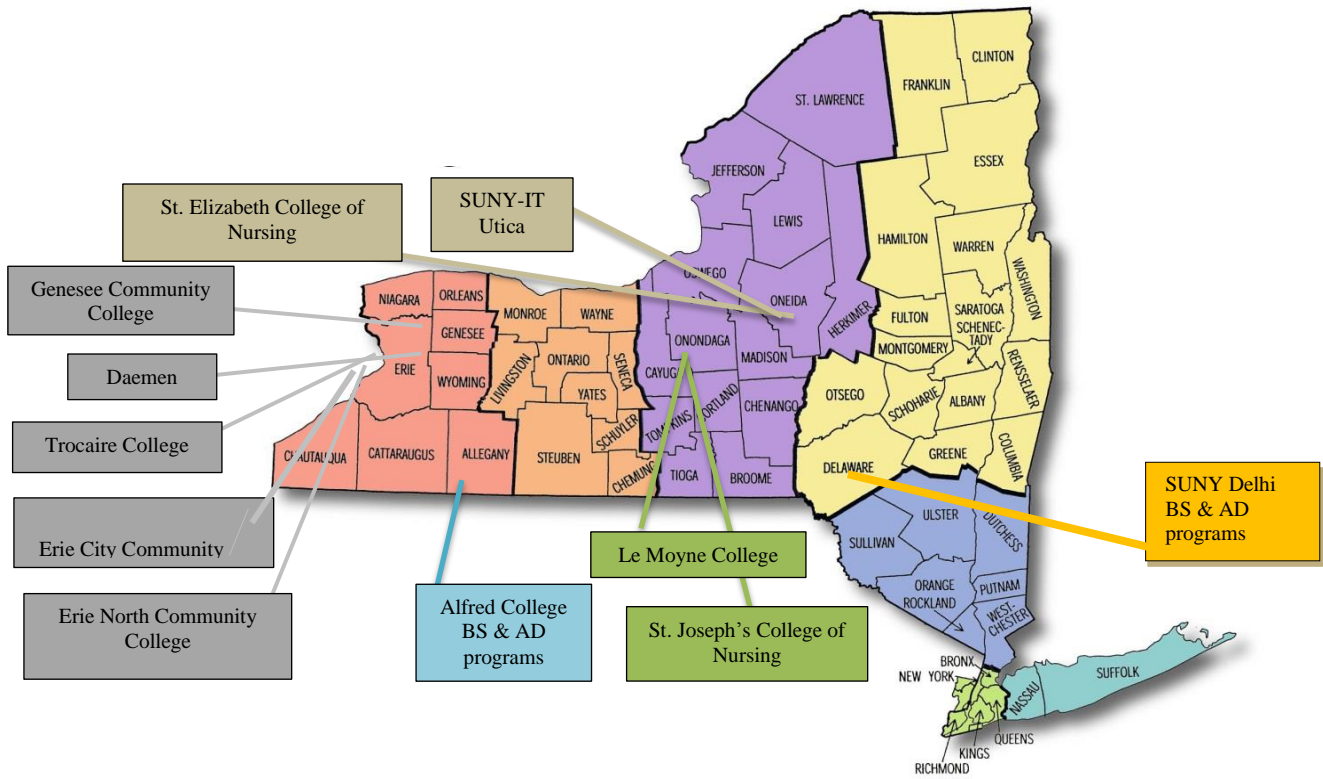 CLINTON
FRANKLIN
ST. LAWRENCE
ESSEX
JEFFERSON
LEWIS
HAMILTON
WARREN
WASHINGTON
St. Elizabeth College of
Nursing
SUNY-IT
Utica
OSWEGO
ONEIDA
HERKIMER
FULTON
SARATOGA
SCHENEC-
TADY
MONTGOMERY
RENSSELAER
Genesee Community
College
NIAGARA
ORLEANS
MONROE
WAYNE
GENESEE
ONONDAGA
MADISON
Daemen
ERIE
WYOMING
LIVINGSTON
ONTARIO
SENECA
YATES
CAYUG
OTSEGO
SCHOHARIE
ALBANY
Trocaire College
CHAUTAUQUA
CATTARAUGUS
ALLEGANY
STEUBEN
SCHUYLER
CHEMUNG
TOMPKINS
CORTLAND
CHENANGO
TIOGA
BROOME
DELAWARE
GREENE
COLUMBIA
SUNY Delhi
BS & AD
programs
Erie City Community
Le Moyne College
ULSTER
DUTCHESS
SULLIVAN
ORANGE
ROCKLAND
PUTNAM
WEST-
CHESTER
Erie North Community
College
Alfred College
BS & AD
programs
St. Joseph’s College of
Nursing
BRONX
NEW YORK
NASSAU
SUFFOLK
QUEENS
KINGS
RICHMOND